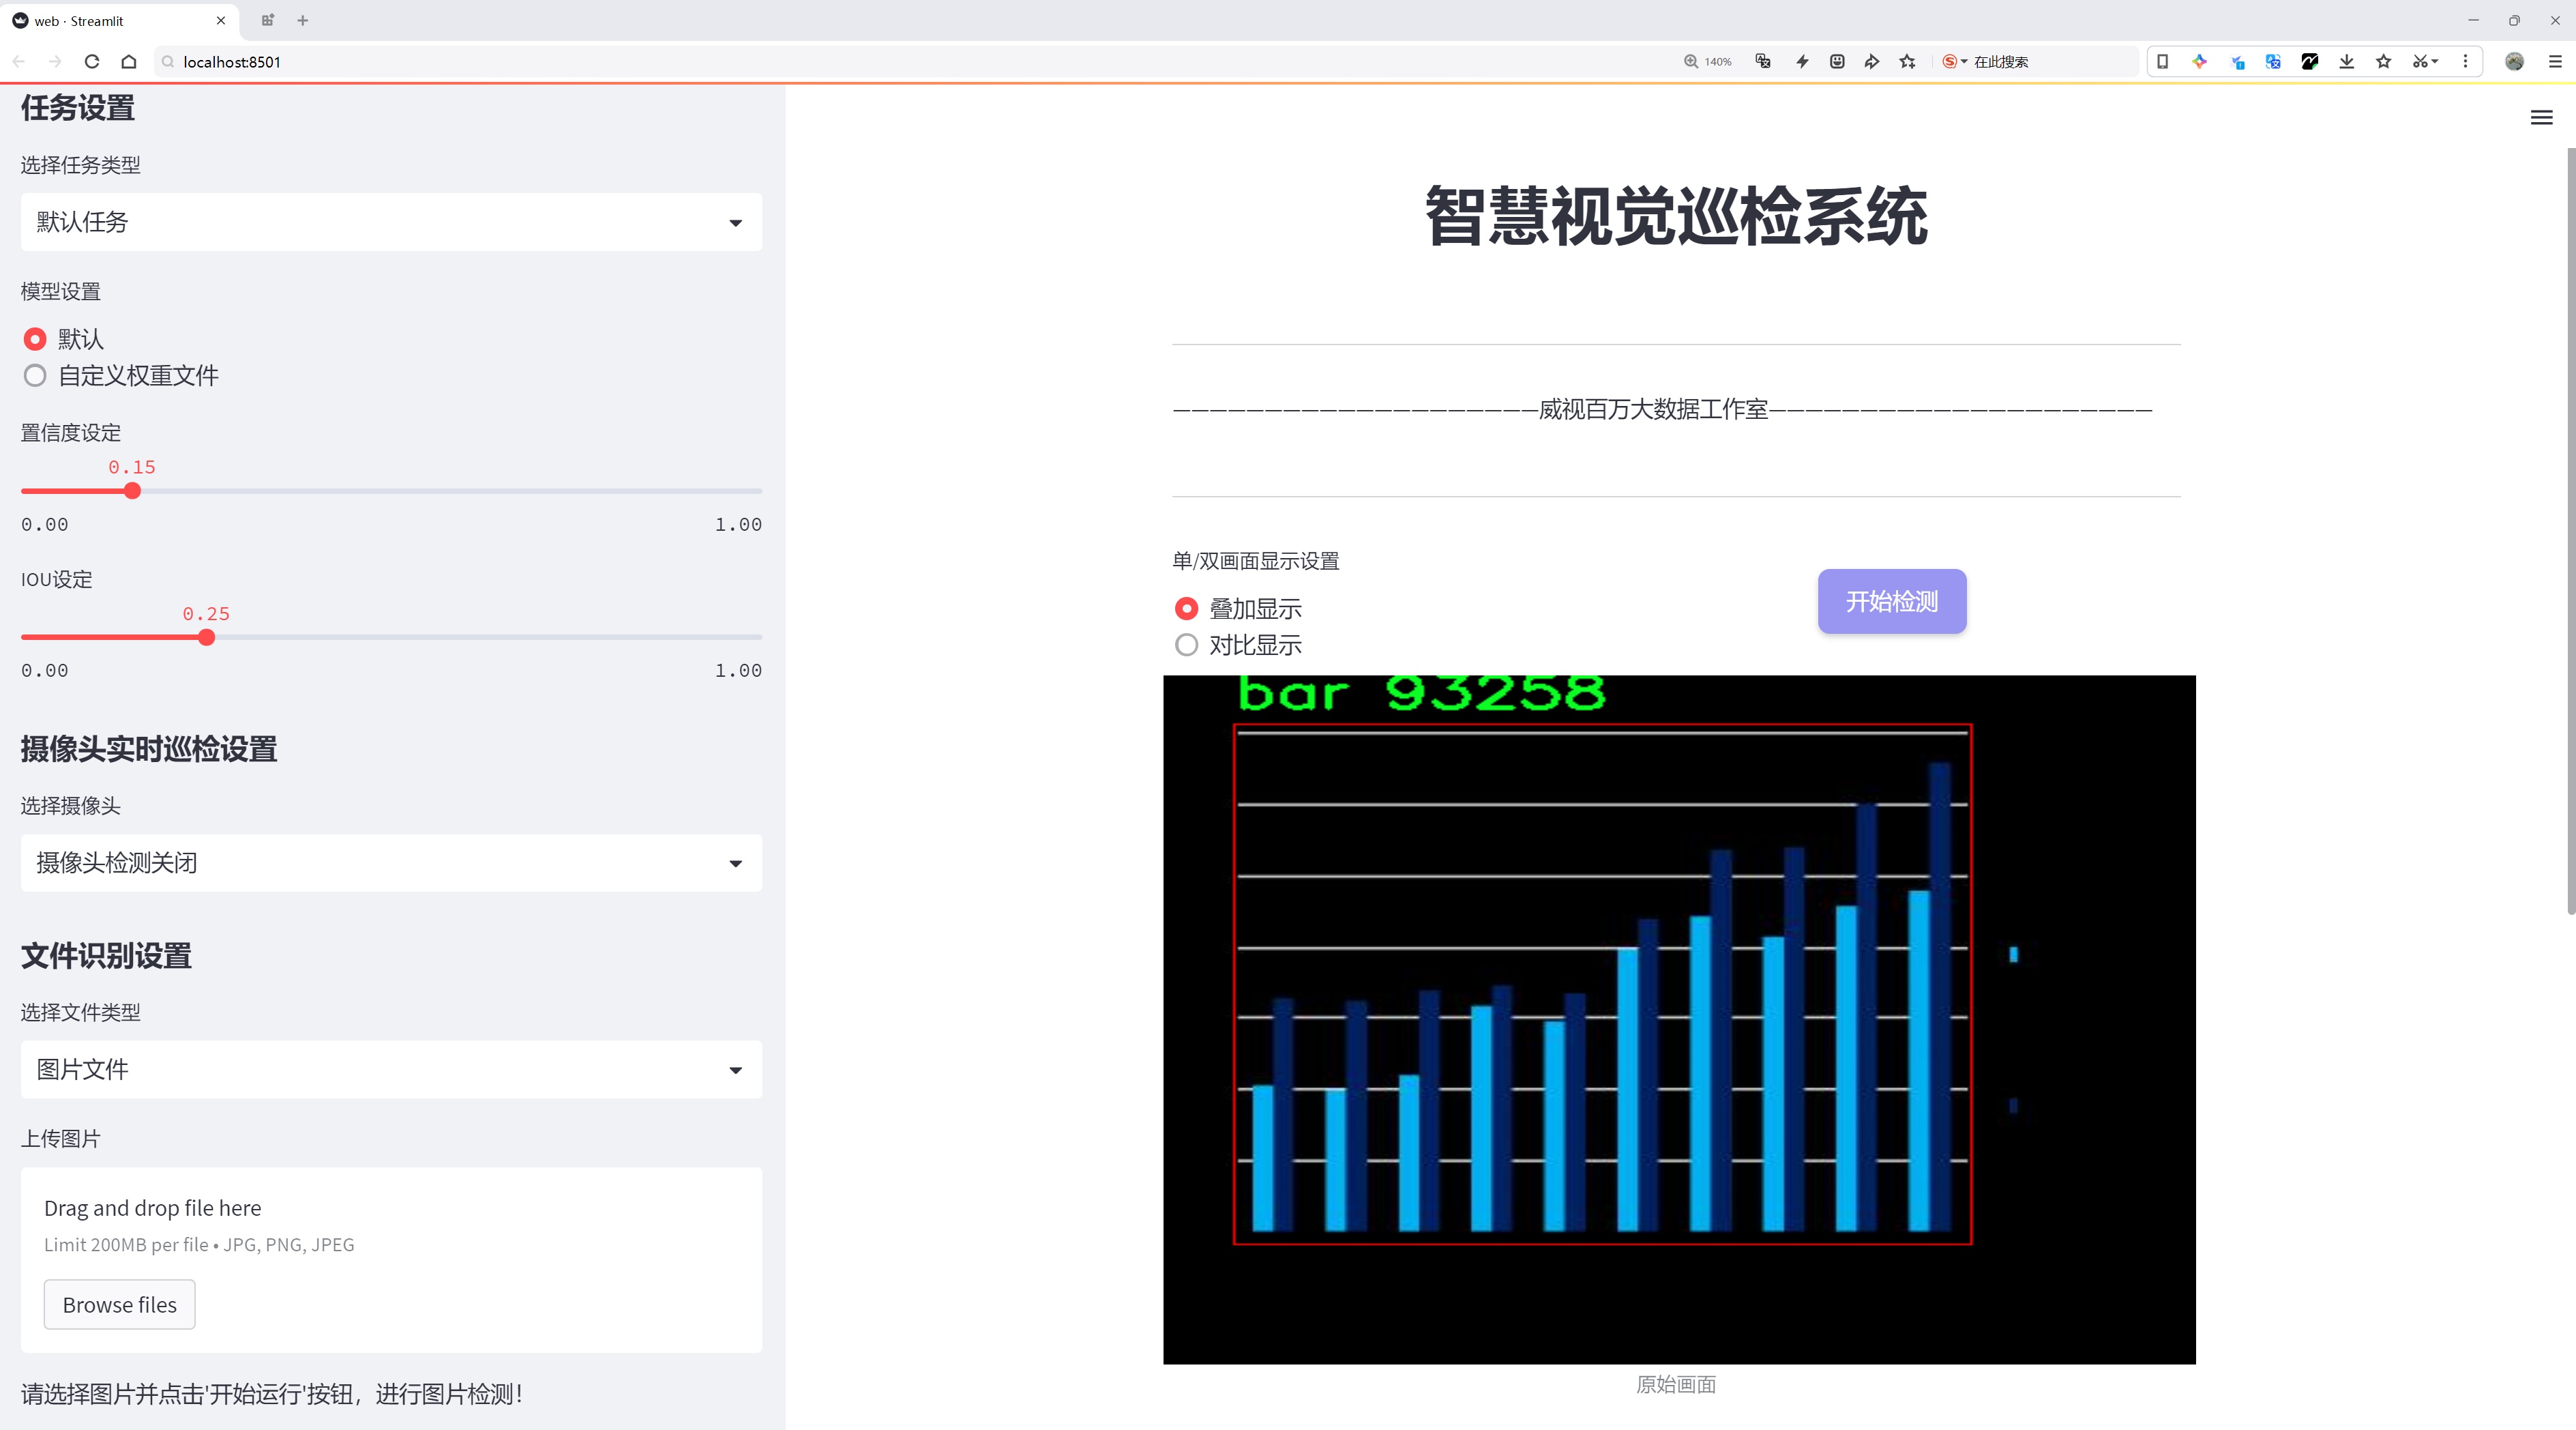 web · Streamlit
localhost:8501
140%
在此搜索
任务设置
选择任务类型
默认任务
模型设置
默认
自定义权重文件
置信度设定
0.15
0.00 1.00
IOU设定
0.25
0.00 1.00
摄像头实时巡检设置
选择摄像头
摄像头检测关闭
文件识别设置
选择文件类型
图片文件
上传图片
Drag and drop file here
Limit 200MB per file • JPG, PNG, JPEG
Browse files
请选择图片并点击'开始运行'按钮，进行图片检测！
智慧视觉巡检系统
————————————————————威视百万大数据工作室—————————————————————
单/双画面显示设置
叠加显示
对比显示
开始检测
bar 93258
原始画面